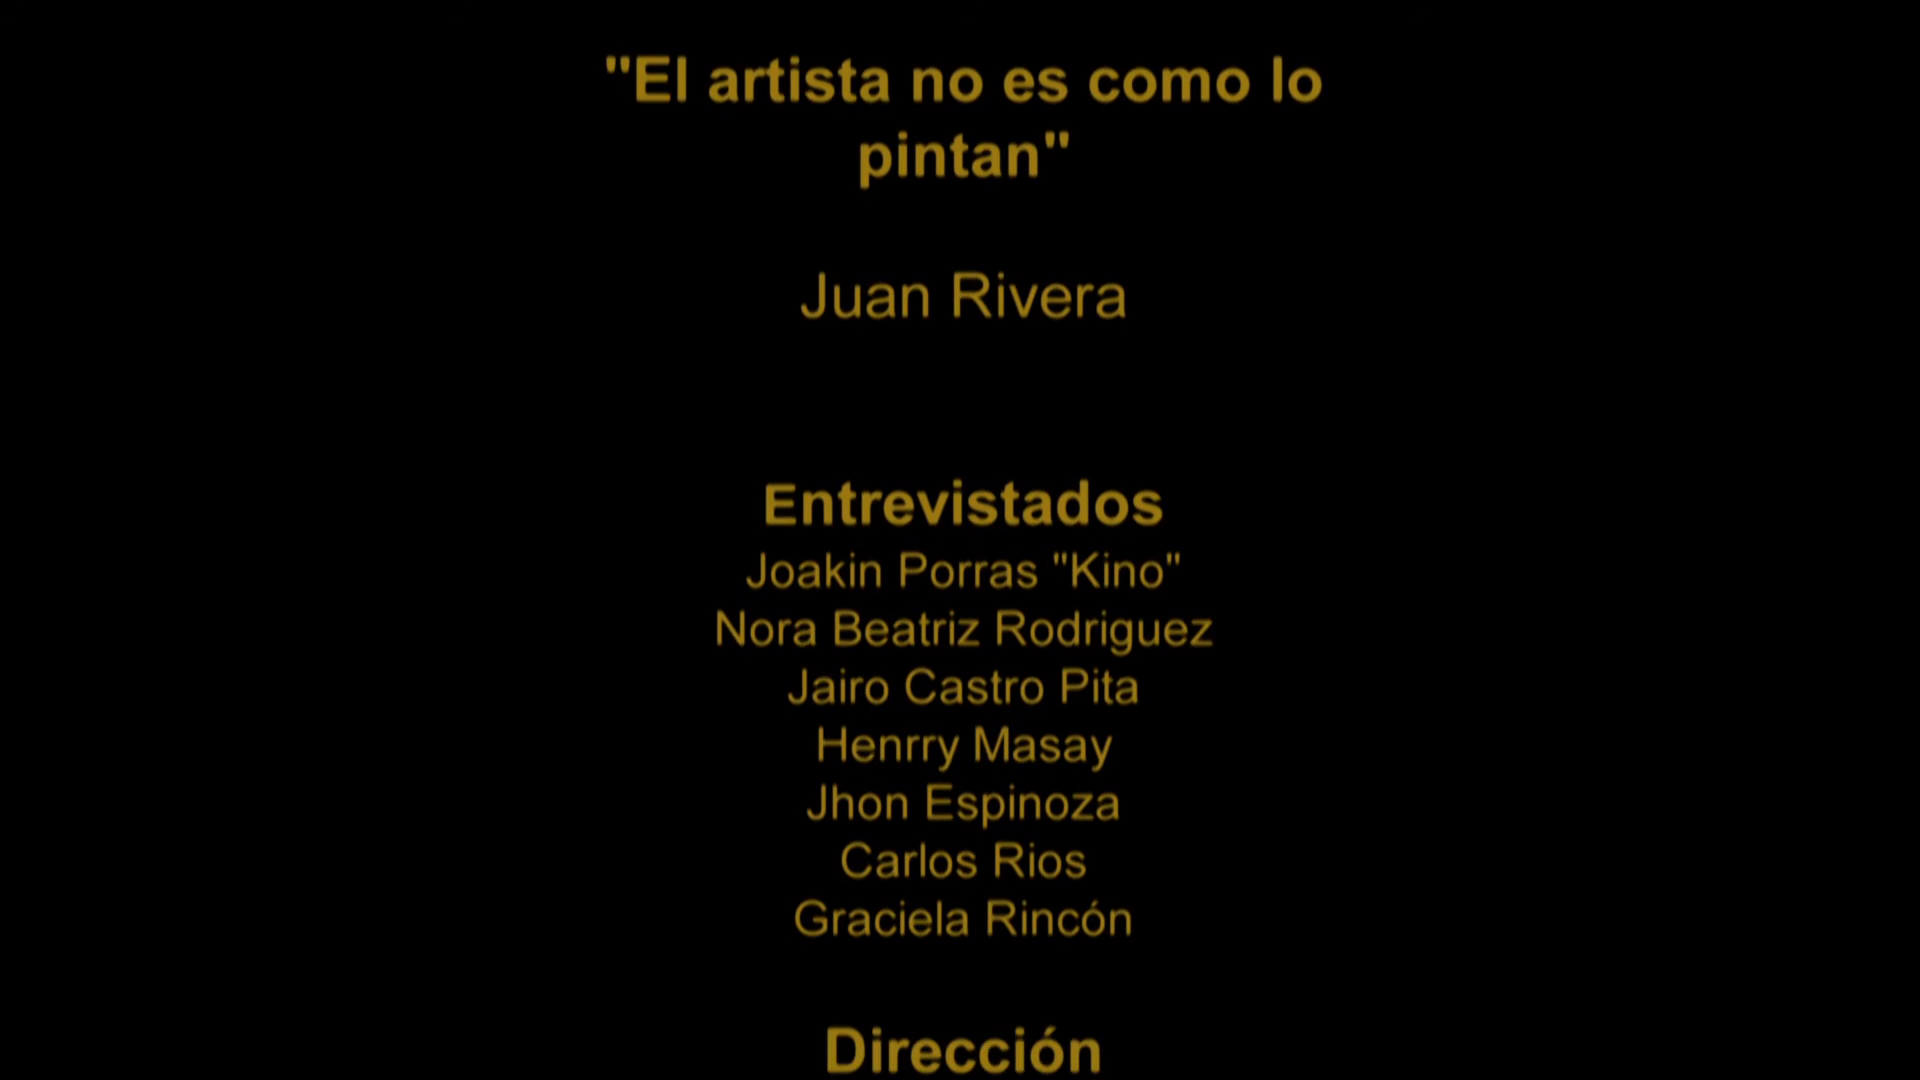 "El artista no es como lo
pintan"
Juan Rivera
Entrevistados
Joakin Porras "Kino"
Nora Beatriz Rodriguez
Jairo Castro Pita
Henrry Masay
Jhon Espinoza
Carlos Rios
Graciela Rincón
Dirección